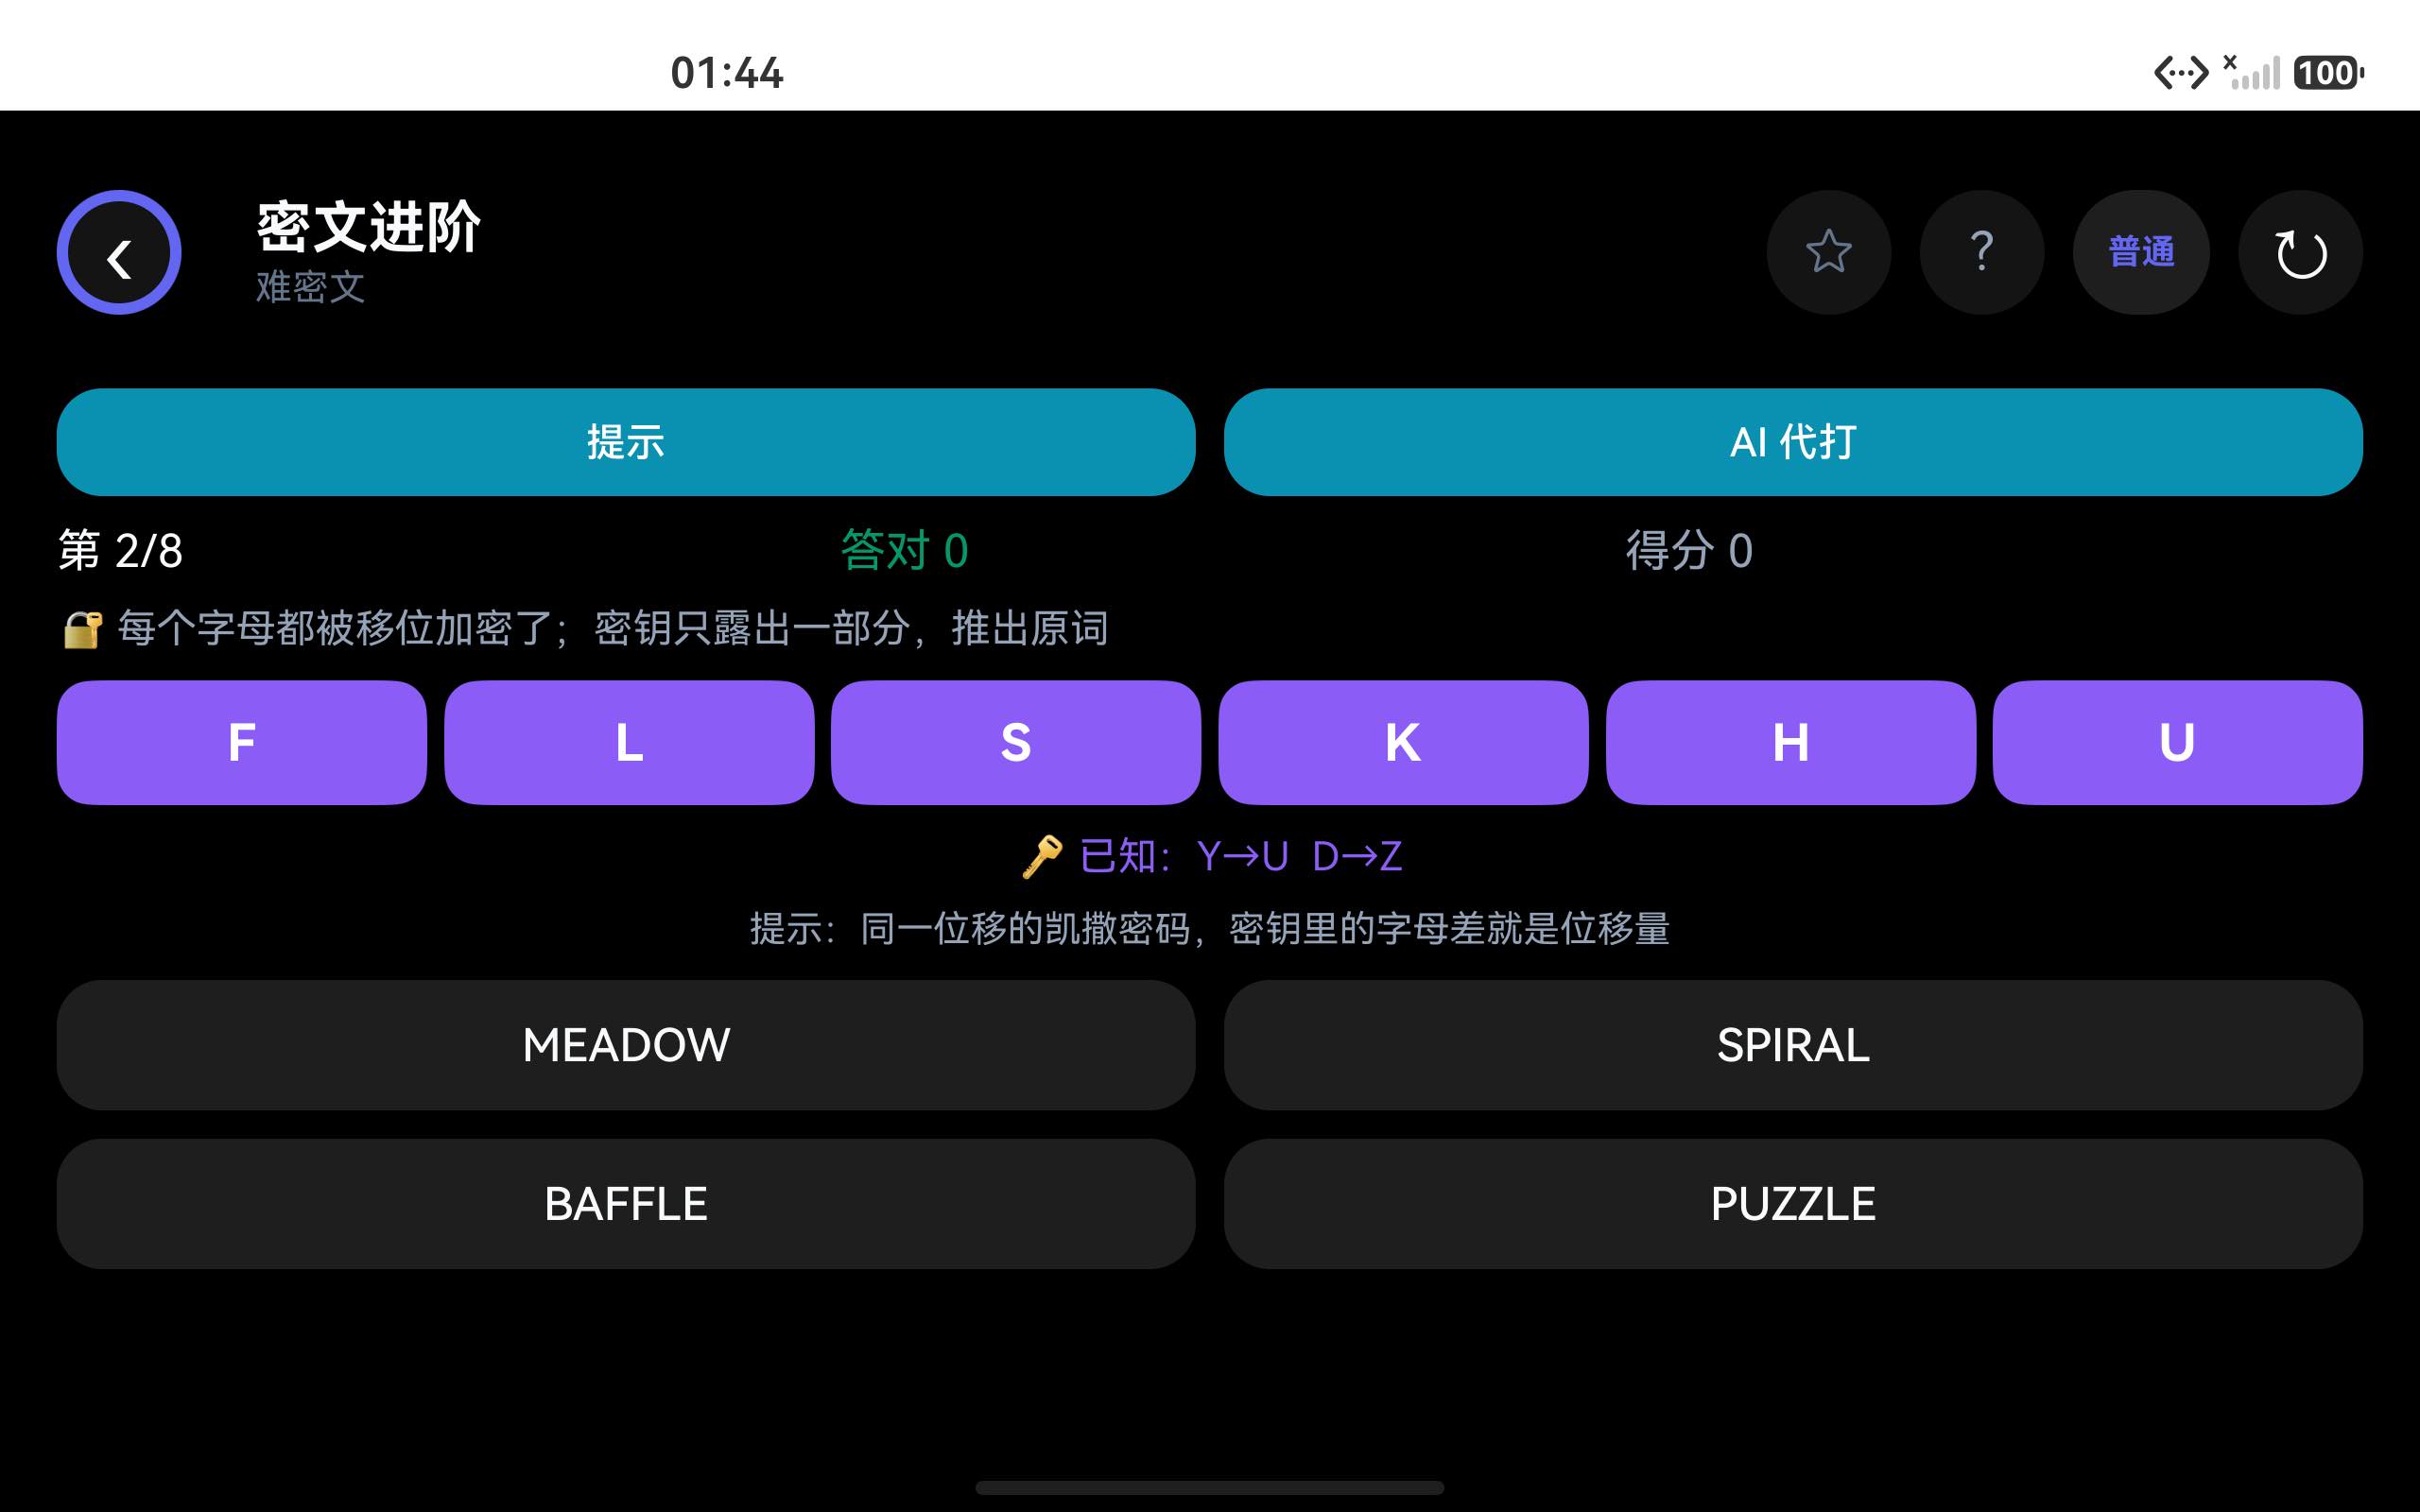 01:44
100
密文进阶
难密文
?
普通
提示
AI 代打
第 2/8
答对 0
得分 0
每个字母都被移位加密了；密钥只露出一部分，推出原词
F L S K H U
已知：Y→U D→Z
提示：同一位移的凯撒密码，密钥里的字母差就是位移量
MEADOW
SPIRAL
BAFFLE
PUZZLE